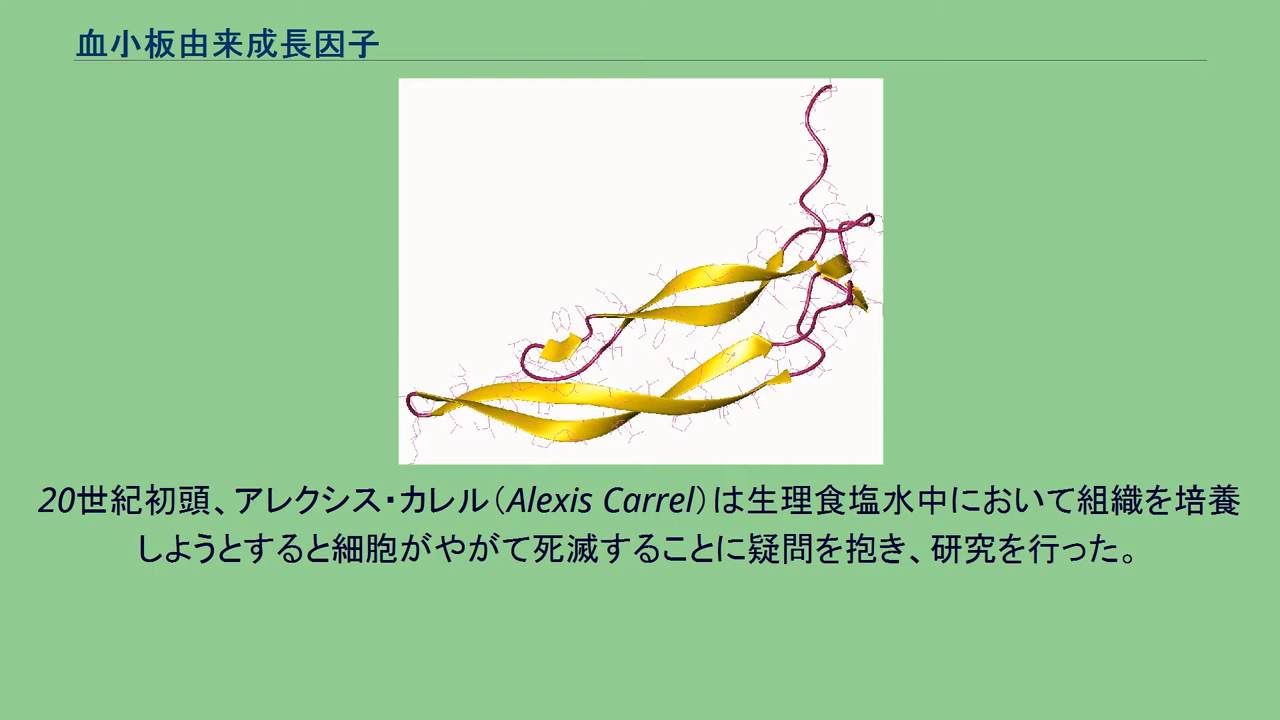 血小板由来成長因子
20世紀初頭、アレクシス・カレル（Alexis Carrel）は生理食塩水中において組織を培養
しようとすると細胞がやがて死滅することに疑問を抱き、研究を行った。